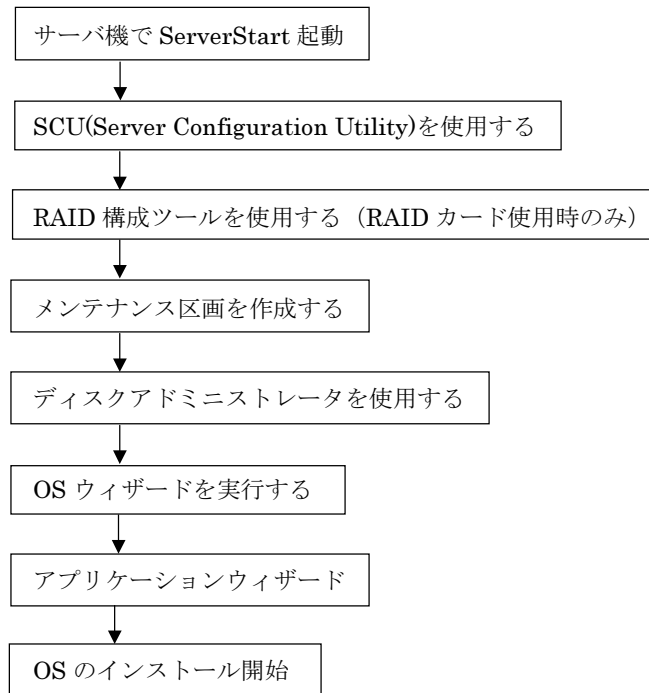 サーバ機で ServerStart 起動
SCU(Server Configuration Utility)を使用する
RAID 構成ツールを使用する（RAID カード使用時のみ）
メンテナンス区画を作成する
ディスクアドミニストレータを使用する
OS ウィザードを実行する
アプリケーションウィザード
OS のインストール開始